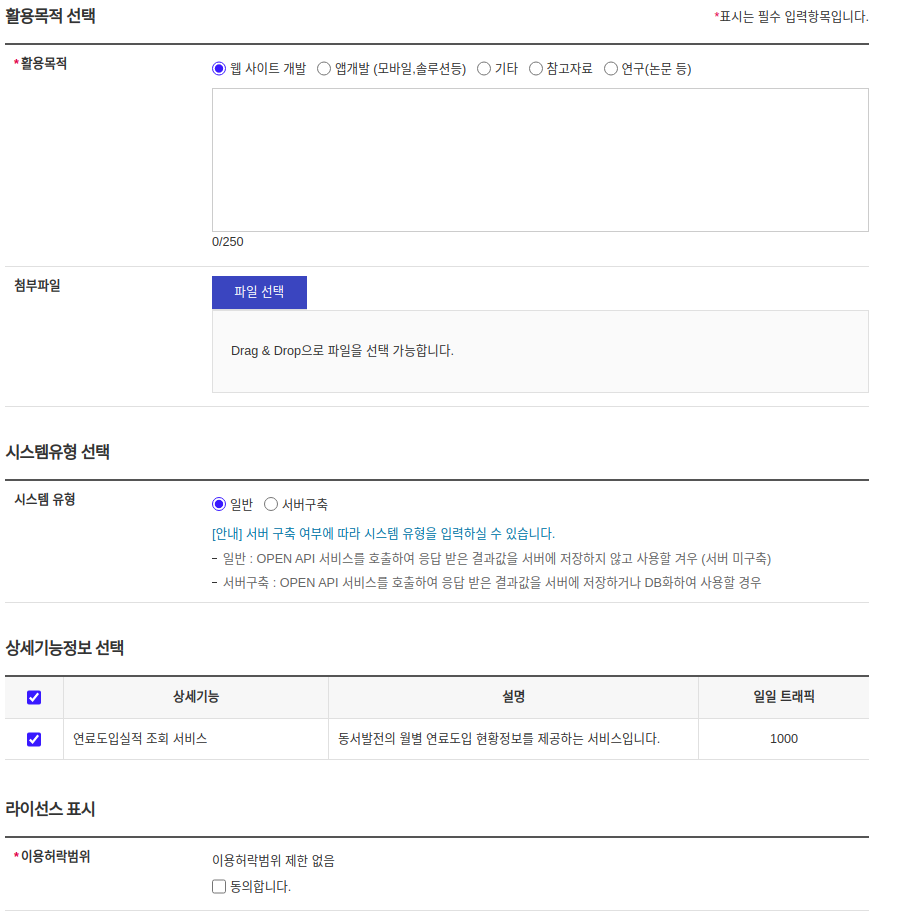 활용목적 선택
*표시는 필수 입력항목입니다.
*활용목적
웹 사이트 개발 앱개발 (모바일,솔루션등) 기타 참고자료 연구(논문 등)
0/250
첨부파일
파일 선택
Drag & Drop으로 파일을 선택 가능합니다.
시스템유형 선택
시스템 유형
일반 서버구축
[안내] 서버 구축 여부에 따라 시스템 유형을 입력하실 수 있습니다.
- 일반 : OPEN API 서비스를 호출하여 응답 받은 결과값을 서버에 저장하지 않고 사용할 겨우 (서버 미구축)
- 서버구축 : OPEN API 서비스를 호출하여 응답 받은 결과값을 서버에 저장하거나 DB화하여 사용할 경우
상세기능정보 선택
상세기능 설명 일일 트래픽
연료도입실적 조회 서비스 동서발전의 월별 연료도입 현황정보를 제공하는 서비스입니다. 1000
라이선스 표시
*이용허락범위
이용허락범위 제한 없음
동의합니다.